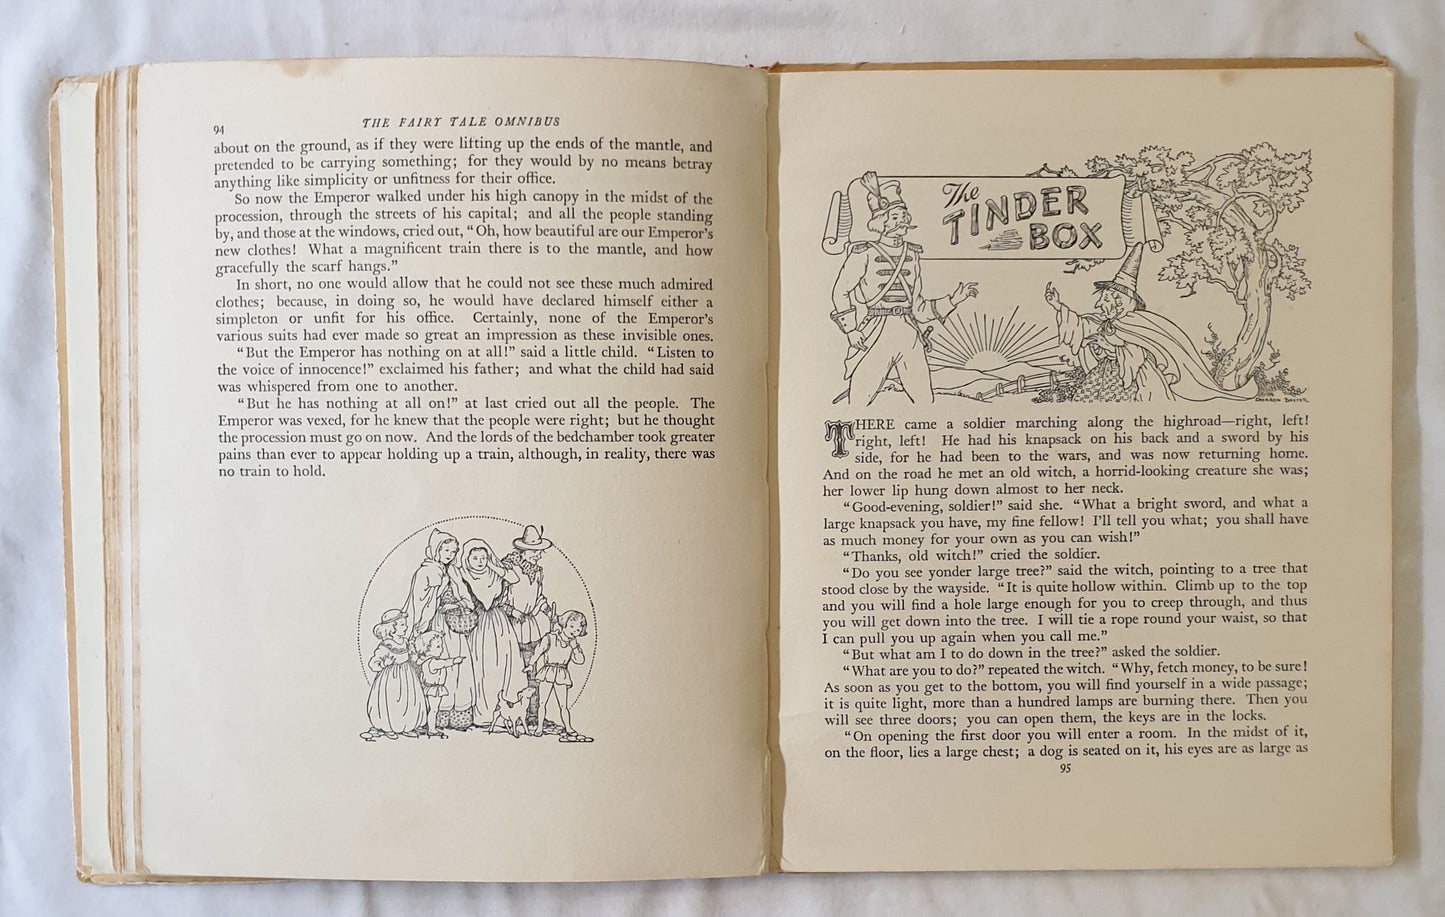 THE FAIRY TALE OMNIBUS
94
about on the ground, as if they were lifting up the ends of the mantle, and
pretended to be carrying something; for they would by no means betray
anything like simplicity or unfitness for their office.
So now the Emperor walked under his high canopy in the midst of the
procession, through the streets of his capital; and all the people standing
by, and those at the windows, cried out, “Oh, how beautiful are our Emperor’s
new clothes! What a magnificent train there is to the mantle, and how
gracefully the scarf hangs.”
In short, no one would allow that he could not see these much admired
clothes; because, in doing so, he would have declared himself either a
simpleton or unfit for his office. Certainly, none of the Emperor’s
various suits had ever made so great an impression as these invisible ones.
“But the Emperor has nothing on at all!” said a little child. “Listen to
the voice of innocence!” exclaimed his father; and what the child had said
was whispered from one to another.
“But he has nothing at all on!” at last cried out all the people. The
Emperor was vexed, for he knew that the people were right; but he thought
the procession must go on now. And the lords of the bedchamber took greater
pains than ever to appear holding up a train, although, in reality, there was
no train to hold.
The
TINDER
BOX
DOREEN BAXTER
THERE came a soldier marching along the highroad—right, left!
right, left! He had his knapsack on his back and a sword by his
side, for he had been to the wars, and was now returning home.
And on the road he met an old witch, a horrid-looking creature she was;
her lower lip hung down almost to her neck.
“Good-evening, soldier!” said she. “What a bright sword, and what a
large knapsack you have, my fine fellow! I’ll tell you what; you shall have
as much money for your own as you can wish!”
“Thanks, old witch!” cried the soldier.
“Do you see yonder large tree?” said the witch, pointing to a tree that
stood close by the wayside. “It is quite hollow within. Climb up to the top
and you will find a hole large enough for you to creep through, and thus
you will get down into the tree. I will tie a rope round your waist, so that
I can pull you up again when you call me.”
“But what am I to do down in the tree?” asked the soldier.
“What are you to do?” repeated the witch. “Why, fetch money, to be sure!
As soon as you get to the bottom, you will find yourself in a wide passage;
it is quite light, more than a hundred lamps are burning there. Then you
will see three doors; you can open them, the keys are in the locks.
“On opening the first door you will enter a room. In the midst of it,
on the floor, lies a large chest; a dog is seated on it, his eyes are as large as
95